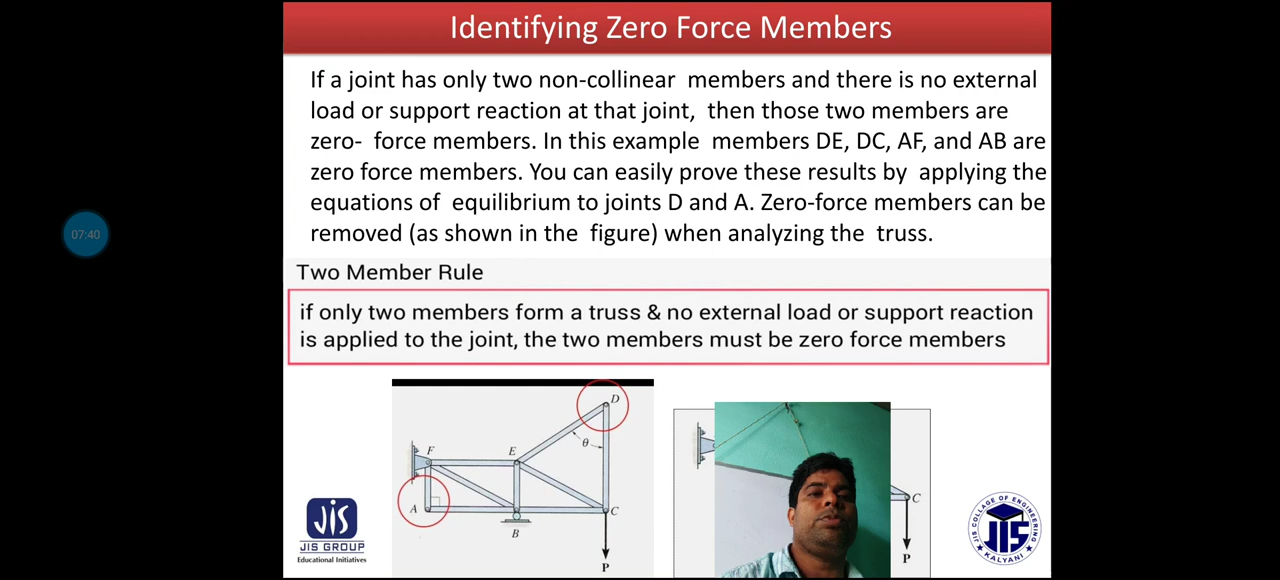 Identifying Zero Force Members
If a joint has only two non-collinear members and there is no external
load or support reaction at that joint, then those two members are
zero- force members. In this example members DE, DC, AF, and AB are
zero force members. You can easily prove these results by applying the
equations of equilibrium to joints D and A. Zero-force members can be
removed (as shown in the figure) when analyzing the truss.
07:40
Two Member Rule
if only two members form a truss & no external load or support reaction
is applied to the joint, the two members must be zero force members
D
θ
F
E
A
C
B
P
C
P
JIS
JIS GROUP
Educational Initiatives
JIS COLLAGE OF ENGINEERING
JIS
KALYANI